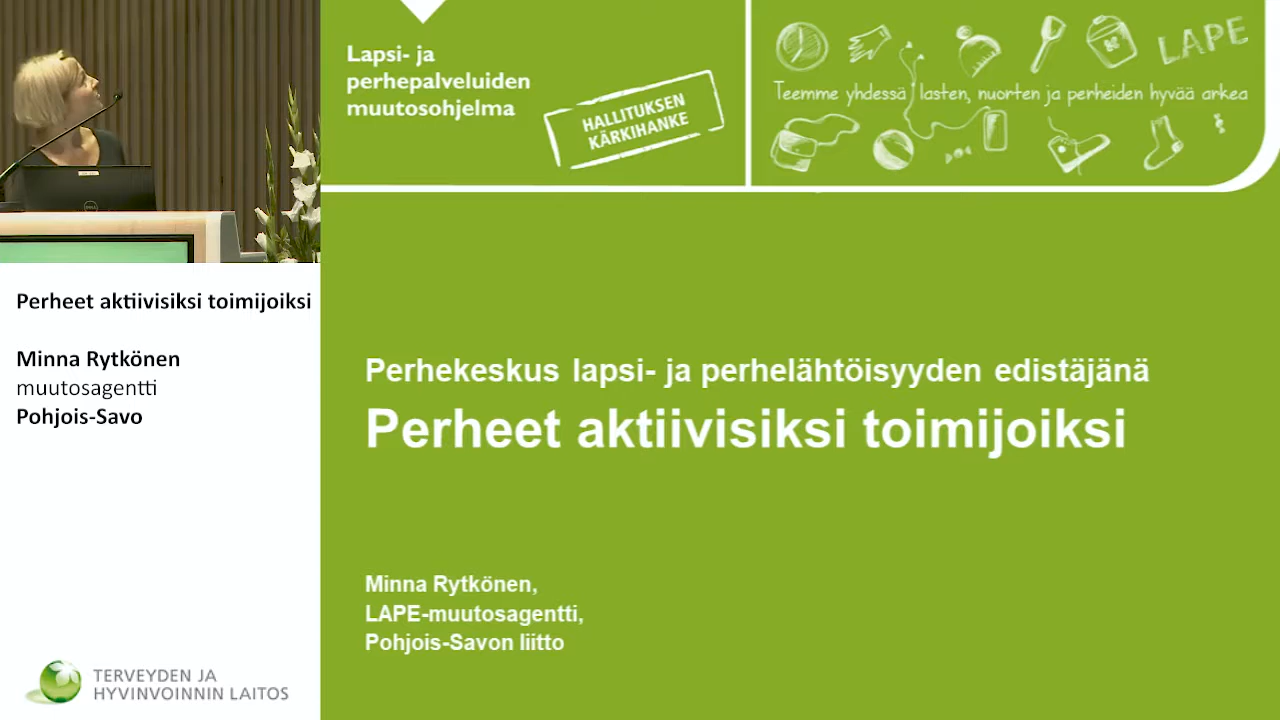 Perheet aktiivisiksi toimijoiksi
Minna Rytkönen
muutosagentti
Pohjois-Savo
TERVEYDEN JA
HYVINVOINNIN LAITOS
Lapsi- ja
perhepalveluiden
muutosohjelma
HALLITUKSEN
KÄRKIHANKE
LAPE
Teemme yhdessä lasten, nuorten ja perheiden hyvää arkea
Perhekeskus lapsi- ja perhelähtöisyyden edistäjänä
Perheet aktiivisiksi toimijoiksi
Minna Rytkönen,
LAPE-muutosagentti,
Pohjois-Savon liitto